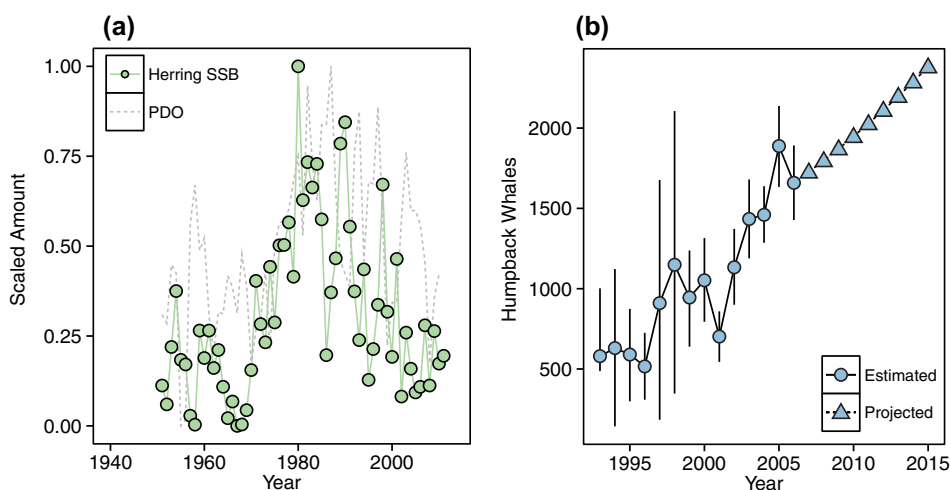 (a)
Scaled Amount
1.00
0.75
0.50
0.25
0.00
Herring SSB
PDO
1940
1960
1980
2000
Year
(b)
Humpback Whales
2000
1500
1000
500
Estimated
Projected
1995
2000
2005
2010
2015
Year